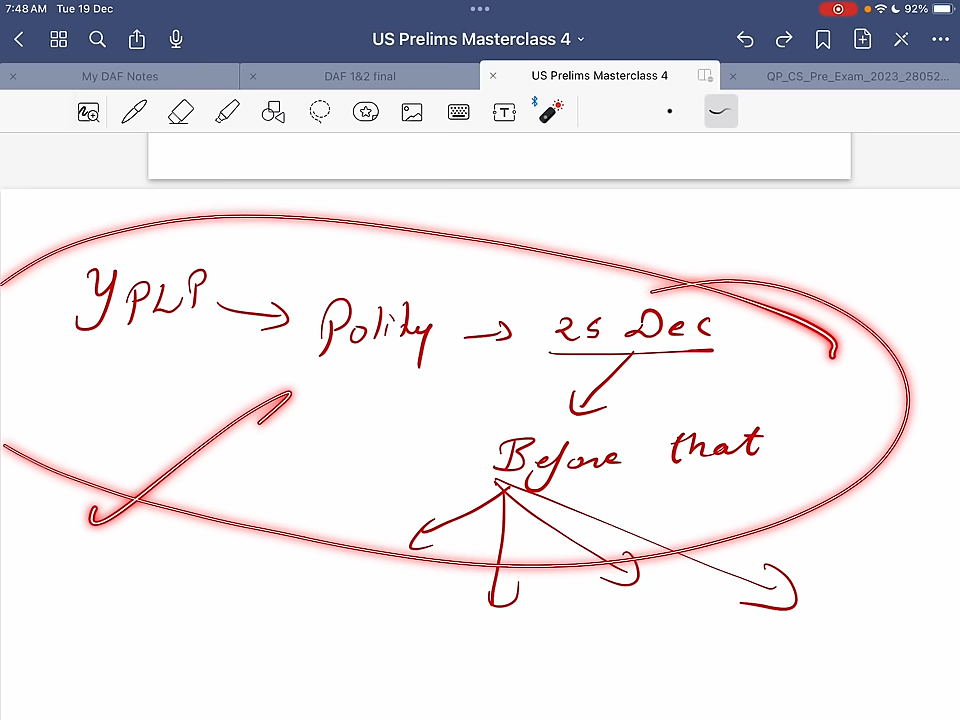 7:48 AM Tue 19 Dec
92%
US Prelims Masterclass 4
My DAF Notes
DAF 1&2 final
US Prelims Masterclass 4
QP_CS_Pre_Exam_2023_28052...
T
YPLP → Polity → 25 Dec
Before that